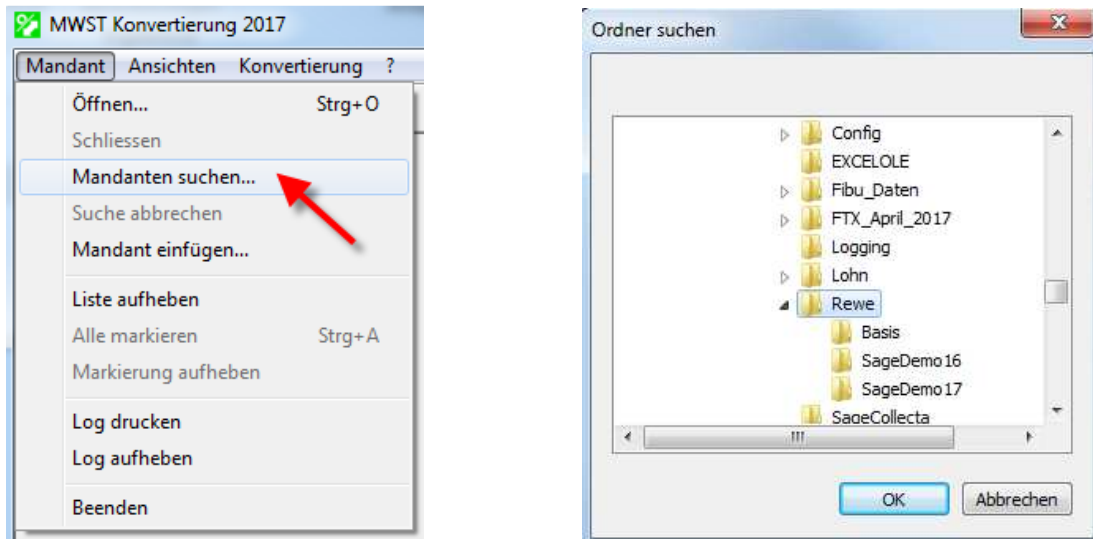 MWST Konvertierung 2017
Mandant Ansichten Konvertierung ?
Öffnen... Strg+O
Schliessen
Mandanten suchen...
Suche abbrechen
Mandant einfügen...
Liste aufheben
Alle markieren Strg+A
Markierung aufheben
Log drucken
Log aufheben
Beenden
Ordner suchen
Config
EXCELOLE
Fibu_Daten
FTX_April_2017
Logging
Lohn
Rewe
Basis
SageDemo16
SageDemo17
SageCollecta
OK Abbrechen